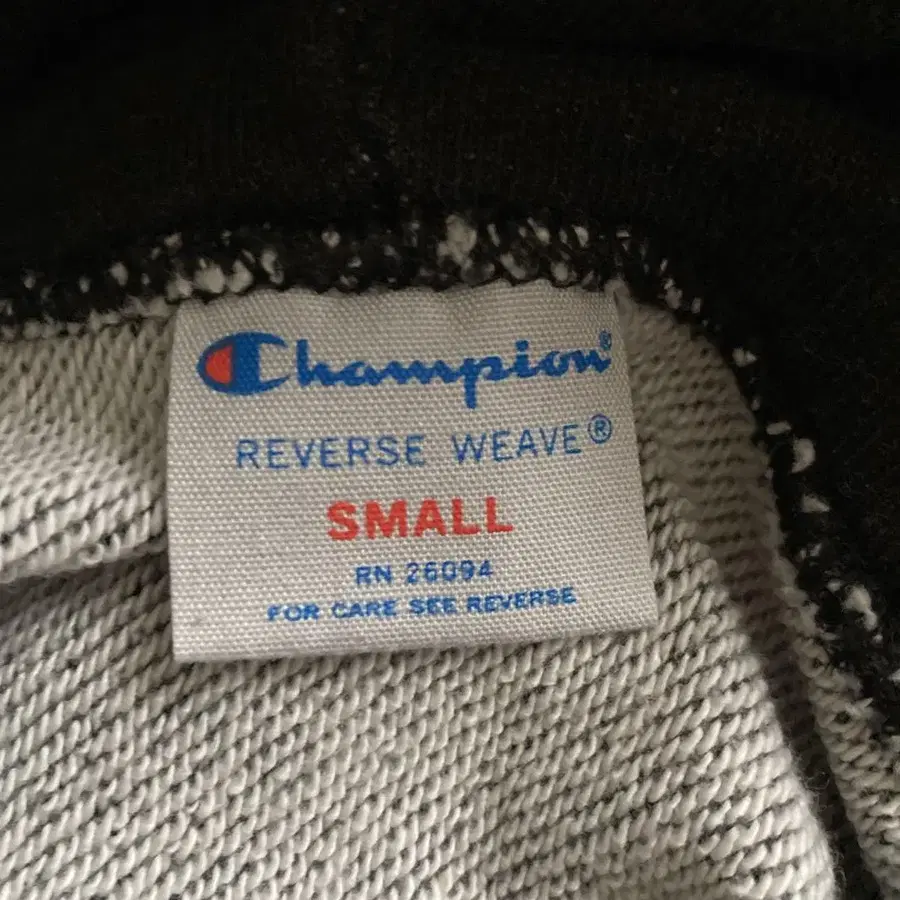 Champion®
REVERSE WEAVE®
SMALL
RN 26094
FOR CARE SEE REVERSE